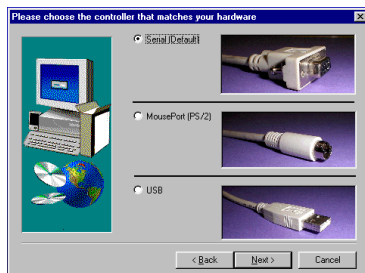 Please choose the controller that matches your hardware
Serial (Default)
MousePort (PS/2)
USB
< Back
Next >
Cancel